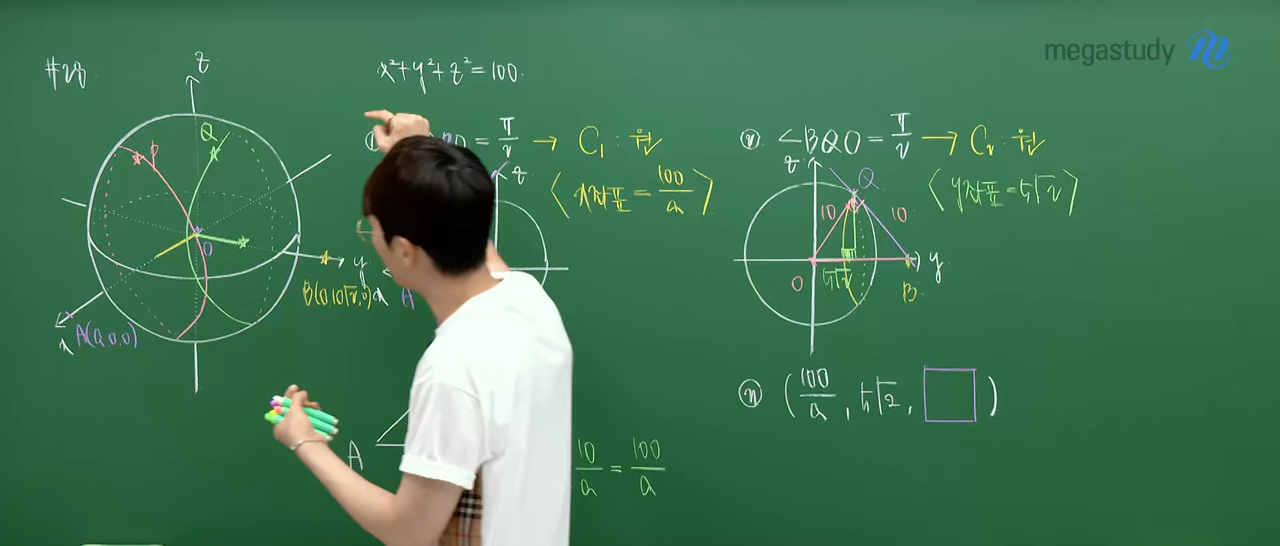 megastudy
#28
x²+y²+z²=100
z
Q
P
O
y
B(0,10√2,0)
x
A(a,0,0)
= π/2 → C₁ : 원
z
〈x좌표 = 100/a〉
x
A
A
10/a = 100/a
② ∠BQO = π/2 → C₂ : 원
〈y좌표 = 5√2〉
z
Q
10
10
O
5√2
B
y
③ (100/a, 5√2, □)